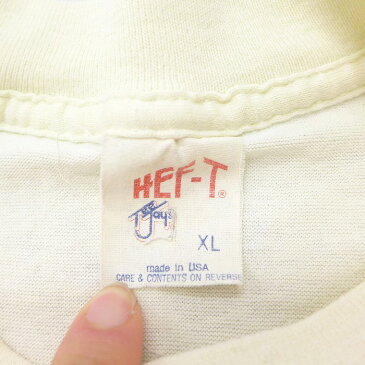 HEF-T®
Tee Jays
XL
made in USA
CARE & CONTENTS ON REVERSE